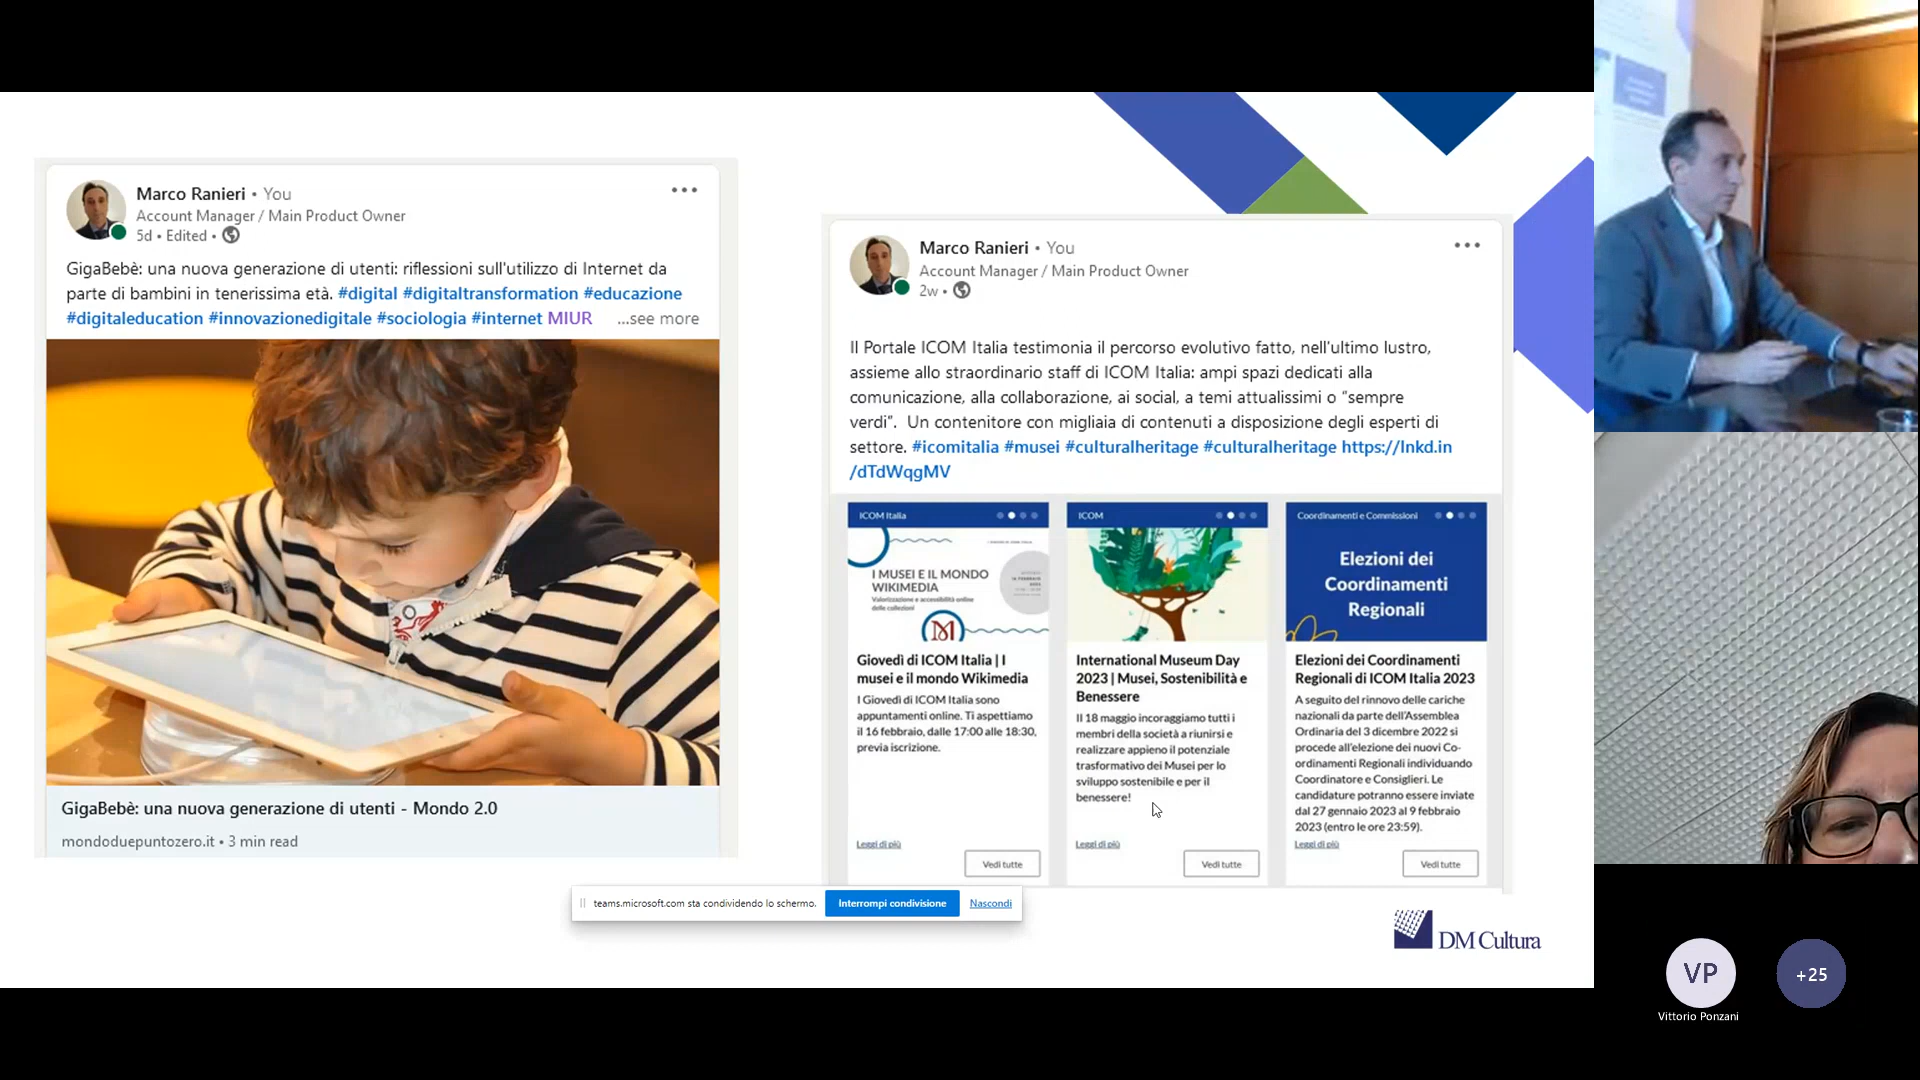 Marco Ranieri • You
Account Manager / Main Product Owner
5d • Edited •
GigaBebè: una nuova generazione di utenti: riflessioni sull'utilizzo di Internet da
parte di bambini in tenerissima età. #digital #digitaltransformation #educazione
#digitaleducation #innovazionedigitale #sociologia #internet MIUR ...see more
GigaBebè: una nuova generazione di utenti - Mondo 2.0
mondoduepuntozero.it • 3 min read
Marco Ranieri • You
Account Manager / Main Product Owner
2w •
Il Portale ICOM Italia testimonia il percorso evolutivo fatto, nell'ultimo lustro,
assieme allo straordinario staff di ICOM Italia: ampi spazi dedicati alla
comunicazione, alla collaborazione, ai social, a temi attualissimi o "sempre
verdi". Un contenitore con migliaia di contenuti a disposizione degli esperti di
settore. #icomitalia #musei #culturalheritage #culturalheritage https://lnkd.in
/dTdWqgMV
ICOM Italia
I MUSEI E IL MONDO
WIKIMEDIA
Valorizzazione e accessibilità online
delle collezioni
Giovedì di ICOM Italia | I
musei e il mondo Wikimedia
I Giovedì di ICOM Italia sono
appuntamenti online. Ti aspettiamo
il 16 febbraio, dalle 17:00 alle 18:30,
previa iscrizione.
Leggi di più
Vedi tutte
ICOM
International Museum Day
2023 | Musei, Sostenibilità e
Benessere
Il 18 maggio incoraggiamo tutti i
membri della società a riunirsi e
realizzare appieno il potenziale
trasformativo dei Musei per lo
sviluppo sostenibile e per il
benessere!
Leggi di più
Vedi tutte
Coordinamenti e Commissioni
Elezioni dei
Coordinamenti
Regionali
Elezioni dei Coordinamenti
Regionali di ICOM Italia 2023
A seguito del rinnovo delle cariche
nazionali da parte dell'Assemblea
Ordinaria del 3 dicembre 2022 si
procede all'elezione dei nuovi Co-
ordinamenti Regionali individuando
Coordinatore e Consiglieri. Le
candidature potranno essere inviate
dal 27 gennaio 2023 al 9 febbraio
2023 (entro le ore 23:59).
Leggi di più
Vedi tutte
teams.microsoft.com sta condividendo lo schermo.
Interrompi condivisione
Nascondi
DM Cultura
VP
+25
Vittorio Ponzani